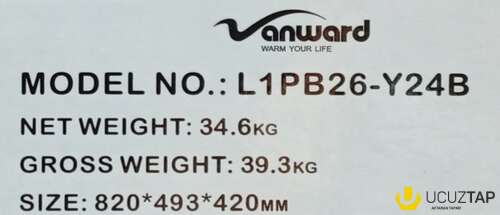 Vanward
WARM YOUR LIFE
MODEL NO.: L1PB26-Y24B
NET WEIGHT: 34.6KG
GROSS WEIGHT: 39.3KG
SIZE: 820*493*420MM
UCUZTAP